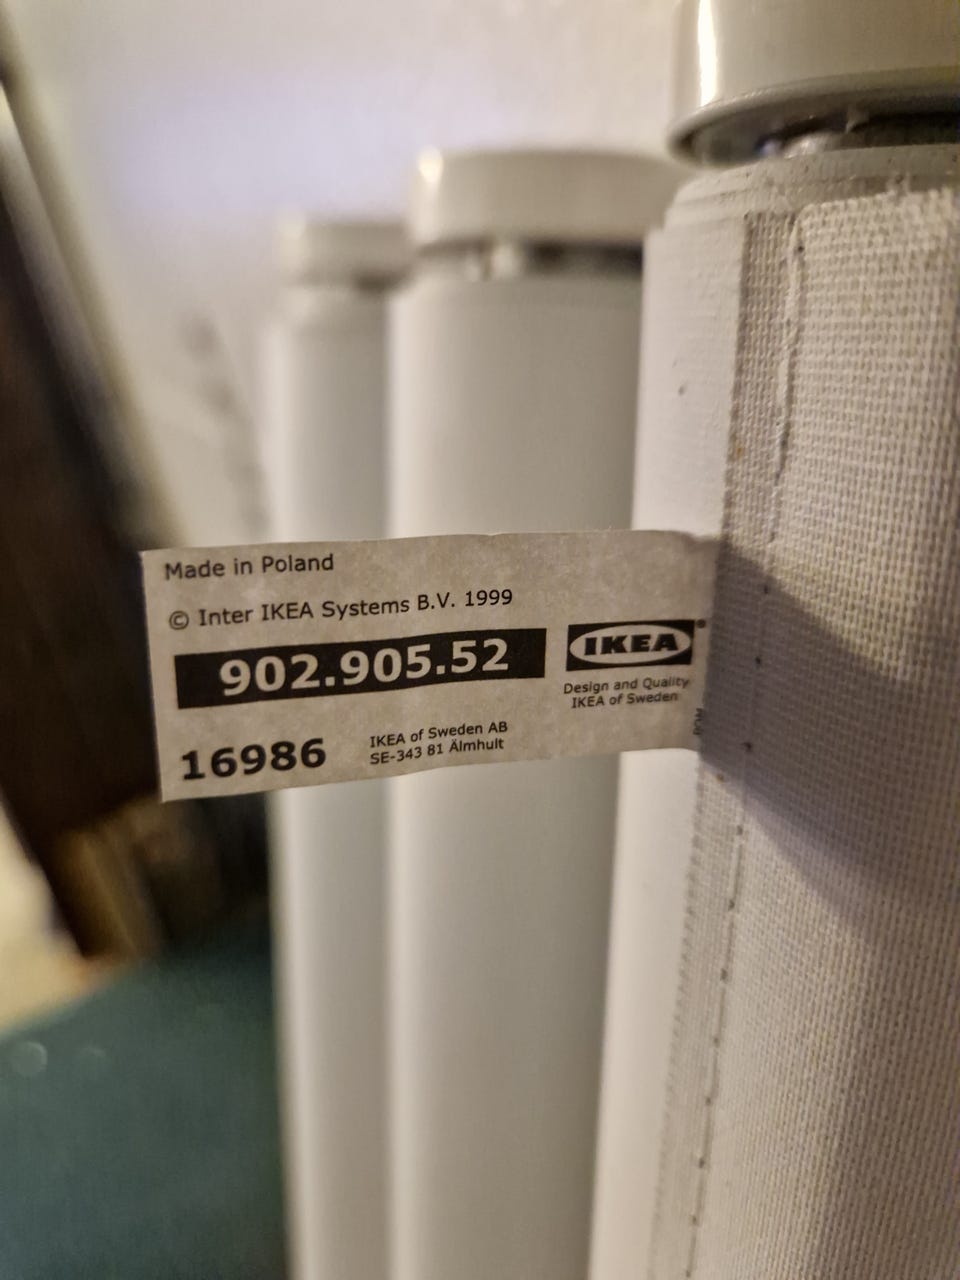 Made in Poland
© Inter IKEA Systems B.V. 1999
902.905.52
IKEA®
Design and Quality
IKEA of Sweden
16986
IKEA of Sweden AB
SE-343 81 Älmhult